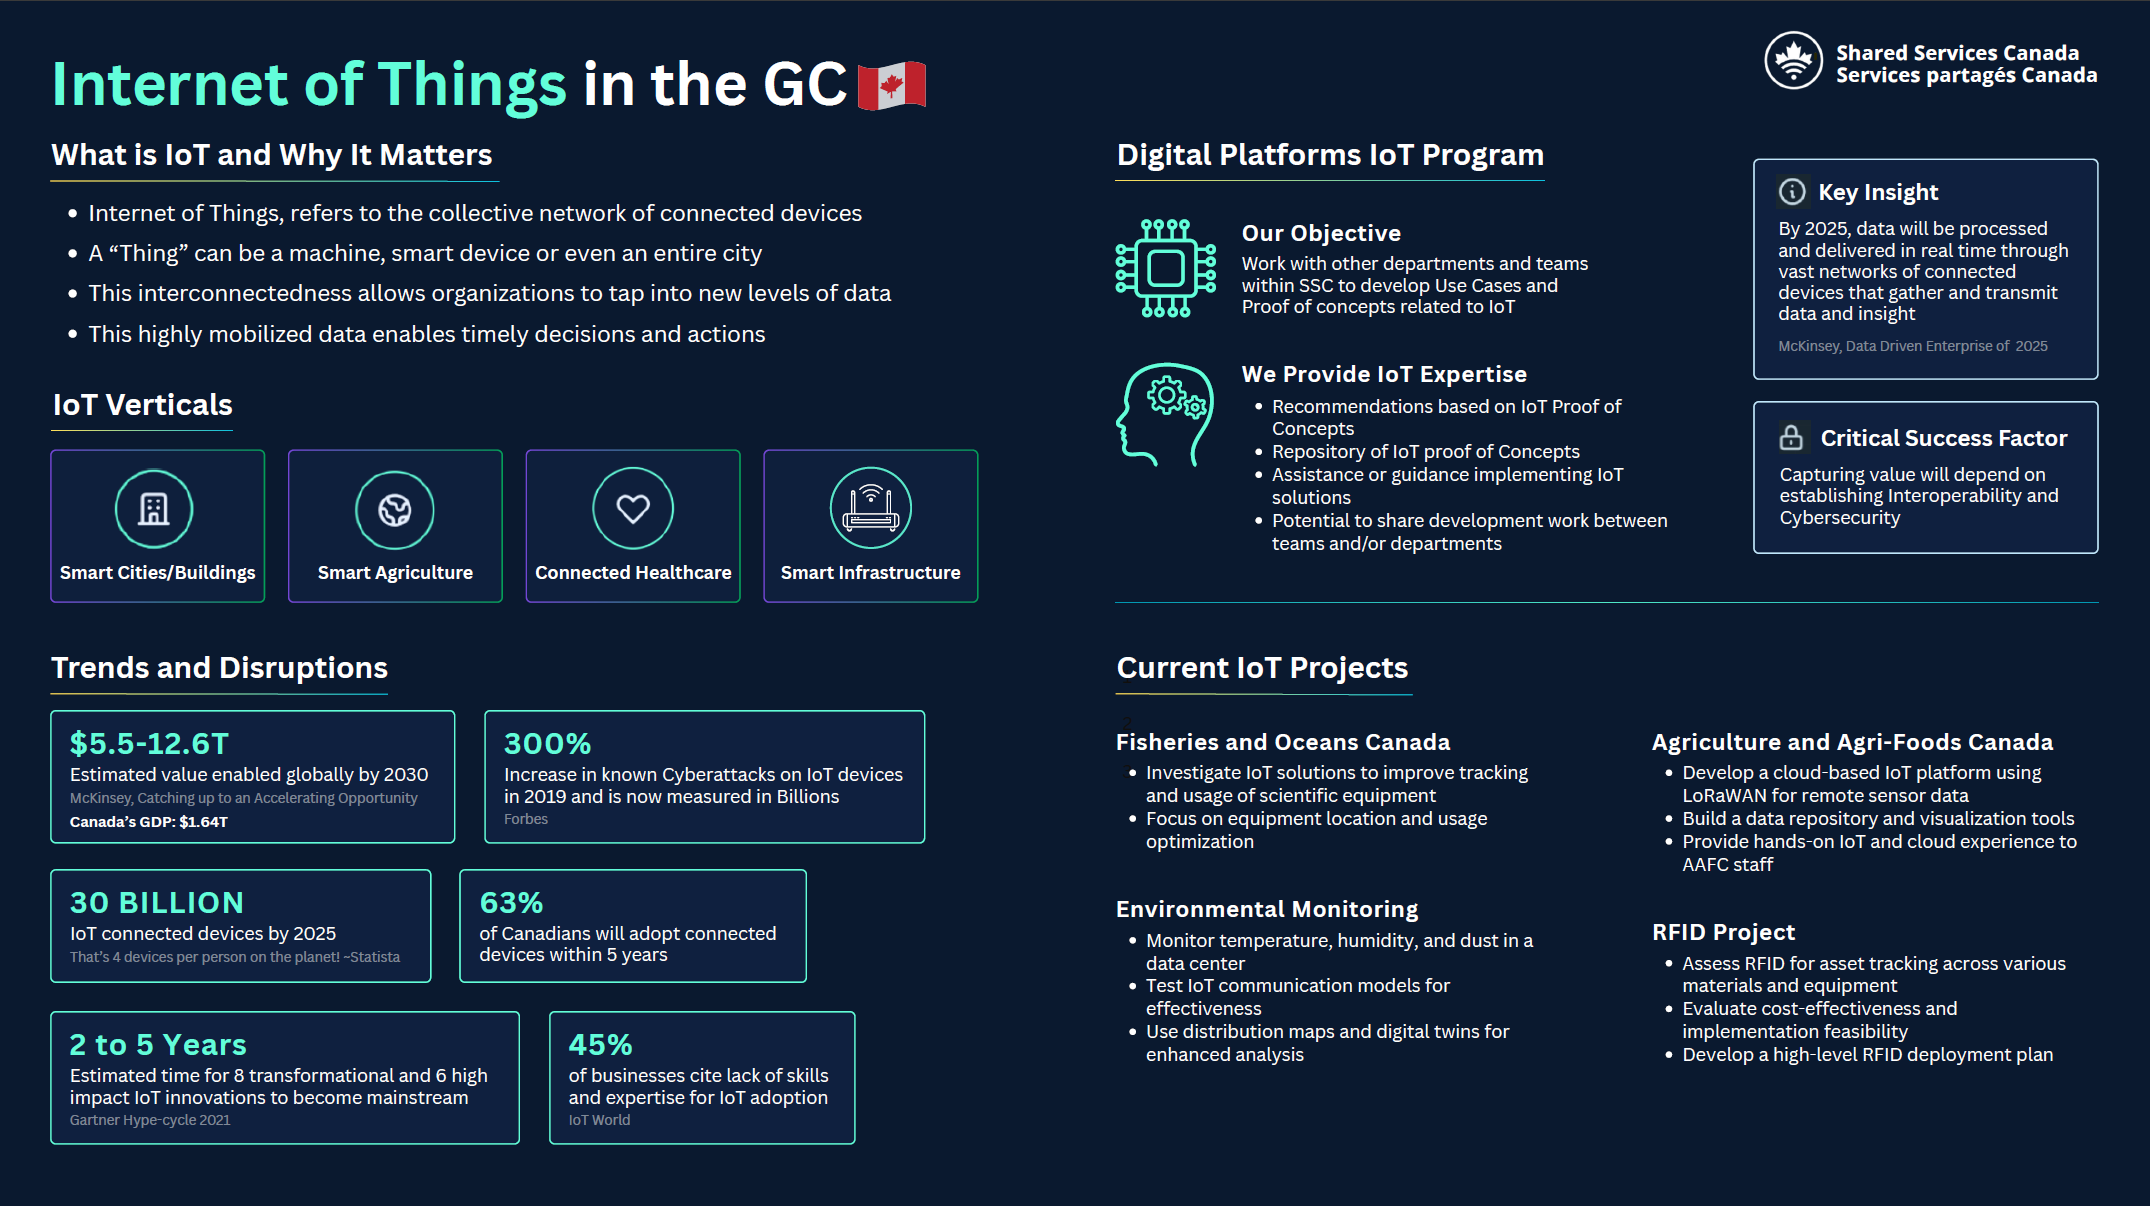 Internet of Things in the GC
Shared Services Canada
Services partagés Canada
What is IoT and Why It Matters
• Internet of Things, refers to the collective network of connected devices
• A “Thing” can be a machine, smart device or even an entire city
• This interconnectedness allows organizations to tap into new levels of data
• This highly mobilized data enables timely decisions and actions
IoT Verticals
Smart Cities/Buildings
Smart Agriculture
Connected Healthcare
Smart Infrastructure
Trends and Disruptions
$5.5-12.6T
Estimated value enabled globally by 2030
McKinsey, Catching up to an Accelerating Opportunity
Canada’s GDP: $1.64T
300%
Increase in known Cyberattacks on IoT devices
in 2019 and is now measured in Billions
Forbes
30 BILLION
IoT connected devices by 2025
That’s 4 devices per person on the planet! ~Statista
63%
of Canadians will adopt connected
devices within 5 years
2 to 5 Years
Estimated time for 8 transformational and 6 high
impact IoT innovations to become mainstream
Gartner Hype-cycle 2021
45%
of businesses cite lack of skills
and expertise for IoT adoption
IoT World
Digital Platforms IoT Program
Our Objective
Work with other departments and teams
within SSC to develop Use Cases and
Proof of concepts related to IoT
We Provide IoT Expertise
• Recommendations based on IoT Proof of
Concepts
• Repository of IoT proof of Concepts
• Assistance or guidance implementing IoT
solutions
• Potential to share development work between
teams and/or departments
Key Insight
By 2025, data will be processed
and delivered in real time through
vast networks of connected
devices that gather and transmit
data and insight
McKinsey, Data Driven Enterprise of 2025
Critical Success Factor
Capturing value will depend on
establishing Interoperability and
Cybersecurity
Current IoT Projects
Fisheries and Oceans Canada
• Investigate IoT solutions to improve tracking
and usage of scientific equipment
• Focus on equipment location and usage
optimization
Environmental Monitoring
• Monitor temperature, humidity, and dust in a
data center
• Test IoT communication models for
effectiveness
• Use distribution maps and digital twins for
enhanced analysis
Agriculture and Agri-Foods Canada
• Develop a cloud-based IoT platform using
LoRaWAN for remote sensor data
• Build a data repository and visualization tools
• Provide hands-on IoT and cloud experience to
AAFC staff
RFID Project
• Assess RFID for asset tracking across various
materials and equipment
• Evaluate cost-effectiveness and
implementation feasibility
• Develop a high-level RFID deployment plan